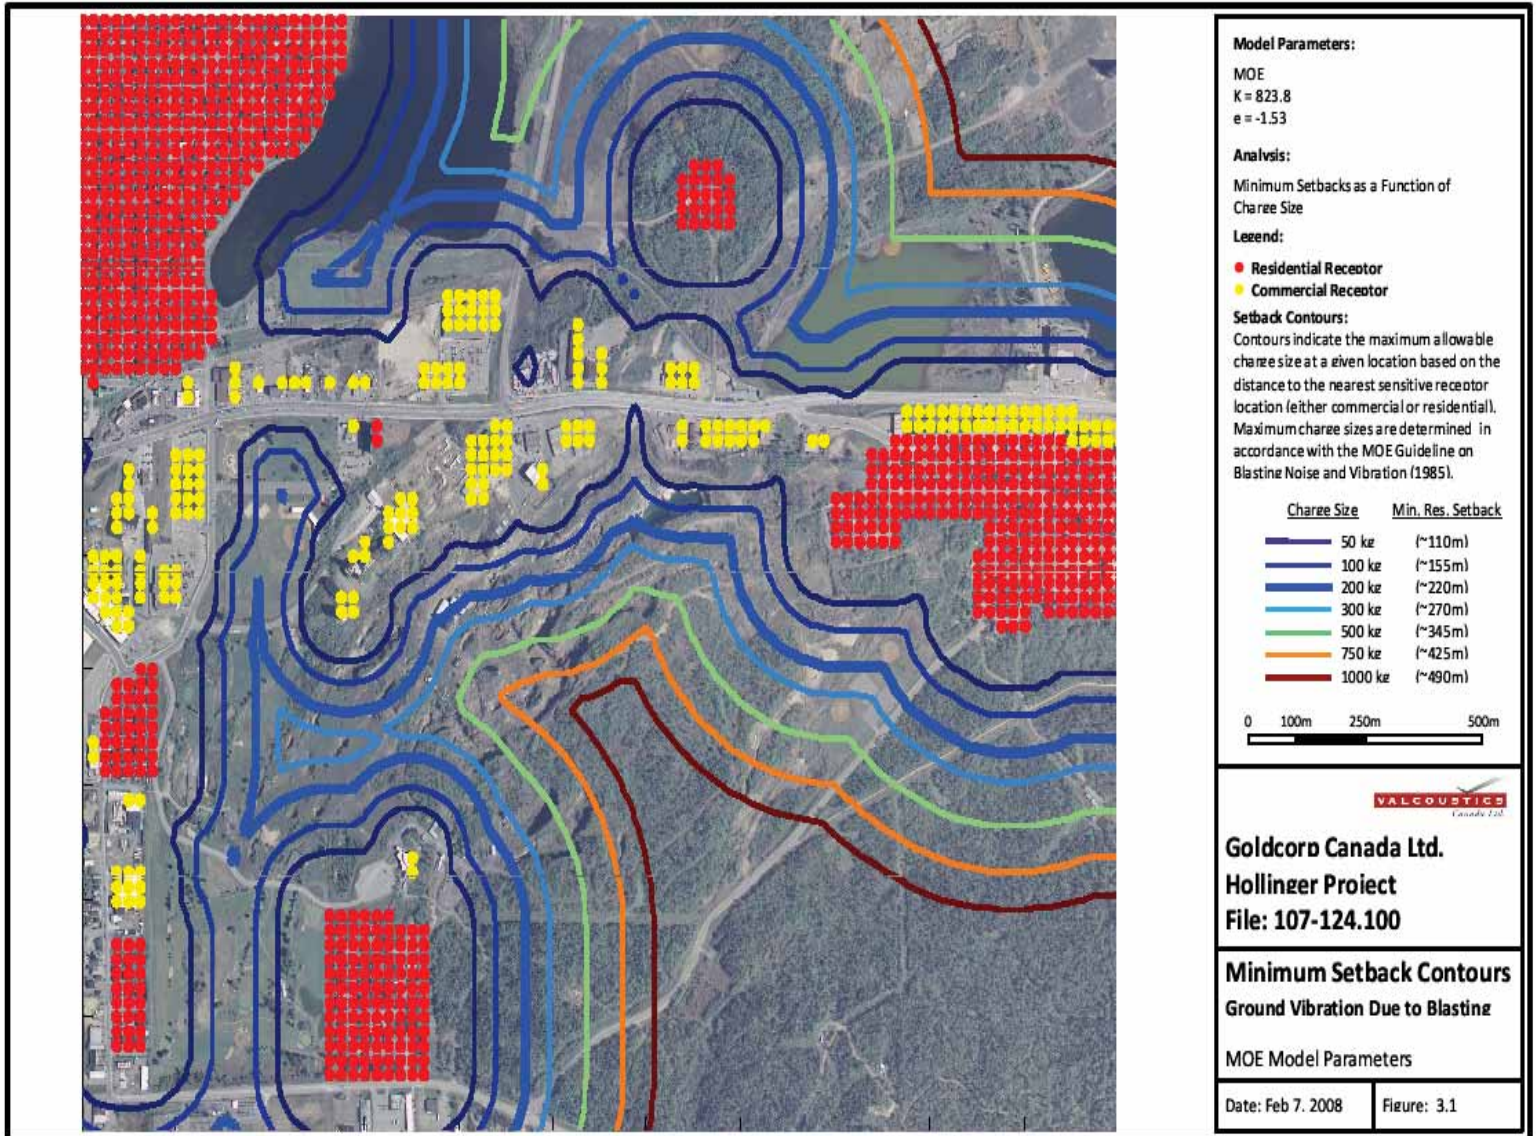 Model Parameters:
MOE
K = 823.8
e = -1.53
Analysis:
Minimum Setbacks as a Function of
Charge Size
Legend:
Residential Receptor
Commercial Receptor
Setback Contours:
Contours indicate the maximum allowable
charge size at a given location based on the
distance to the nearest sensitive receptor
location (either commercial or residential).
Maximum charge sizes are determined in
accordance with the MOE Guideline on
Blasting Noise and Vibration (1985).
Charge Size Min. Res. Setback
50 kg (~110m)
100 kg (~155m)
200 kg (~220m)
300 kg (~270m)
500 kg (~345m)
750 kg (~425m)
1000 kg (~490m)
0 100m 250m 500m
VALCOUSTICS
Canada Ltd.
Goldcorp Canada Ltd.
Hollinger Project
File: 107-124.100
Minimum Setback Contours
Ground Vibration Due to Blasting
MOE Model Parameters
Date: Feb 7. 2008 Figure: 3.1